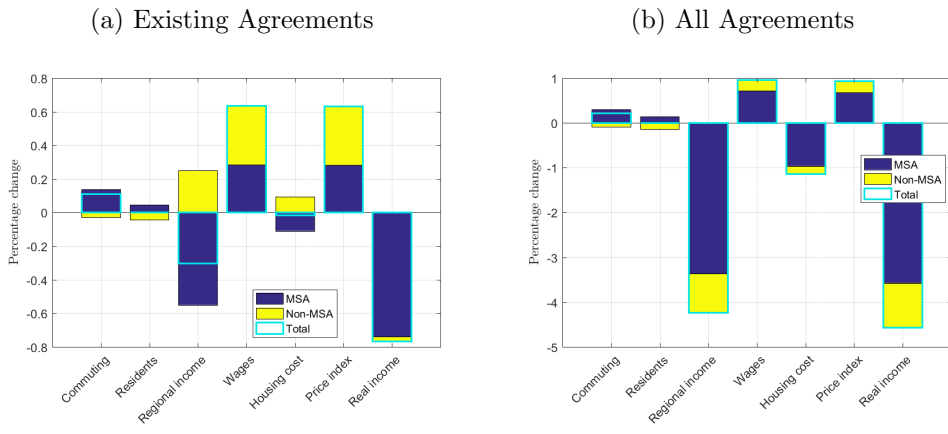 (a) Existing Agreements
(b) All Agreements
0.8
0.6
0.4
0.2
0
-0.2
-0.4
-0.6
-0.8
Percentage change
MSA
Non-MSA
Total
Commuting
Residents
Regional income
Wages
Housing cost
Price index
Real income
1
0
-1
-2
-3
-4
-5
Percentage change
MSA
Non-MSA
Total
Commuting
Residents
Regional income
Wages
Housing cost
Price index
Real income